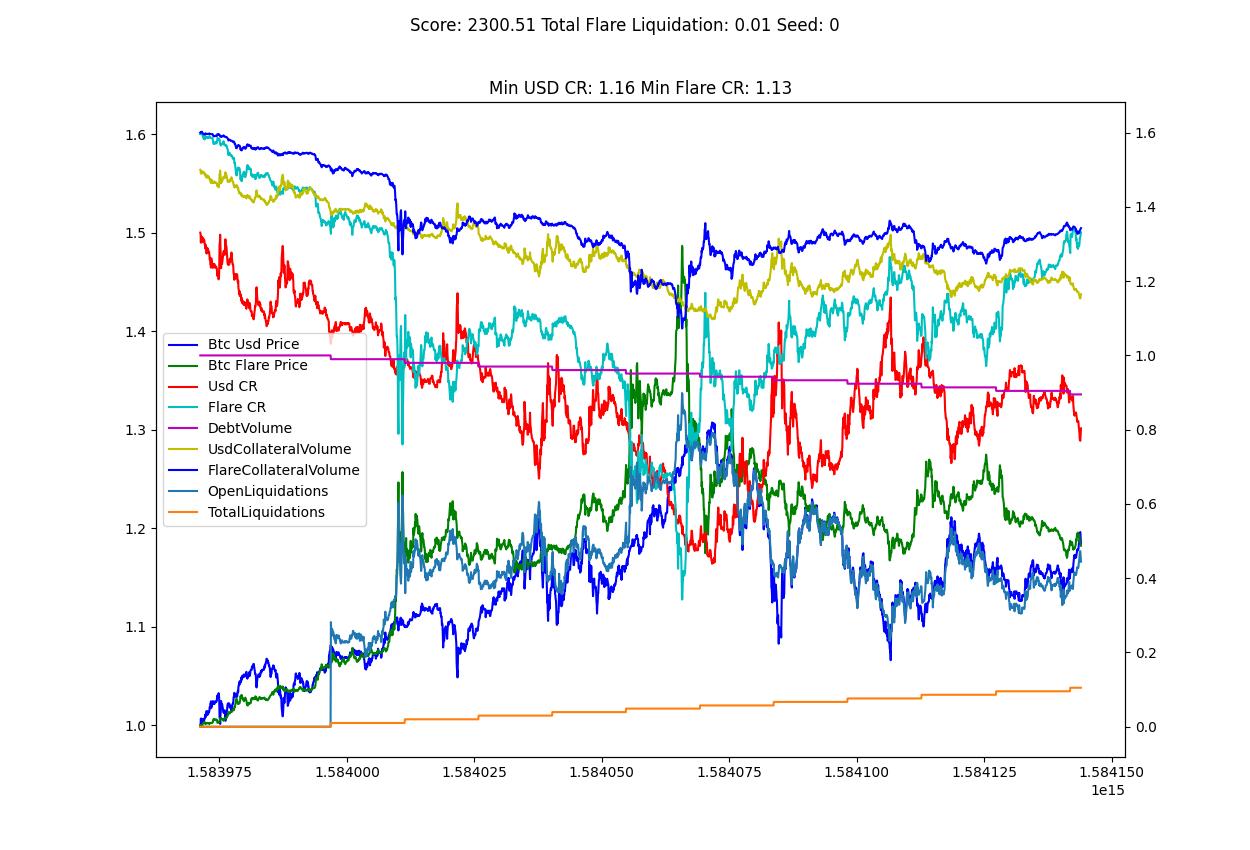 Score: 2300.51 Total Flare Liquidation: 0.01 Seed: 0
Min USD CR: 1.16 Min Flare CR: 1.13
1.6
1.5
1.4
1.3
1.2
1.1
1.0
1.6
1.4
1.2
1.0
0.8
0.6
0.4
0.2
0.0
Btc Usd Price
Btc Flare Price
Usd CR
Flare CR
DebtVolume
UsdCollateralVolume
FlareCollateralVolume
OpenLiquidations
TotalLiquidations
1.583975 1.584000 1.584025 1.584050 1.584075 1.584100 1.584125 1.584150
1e15